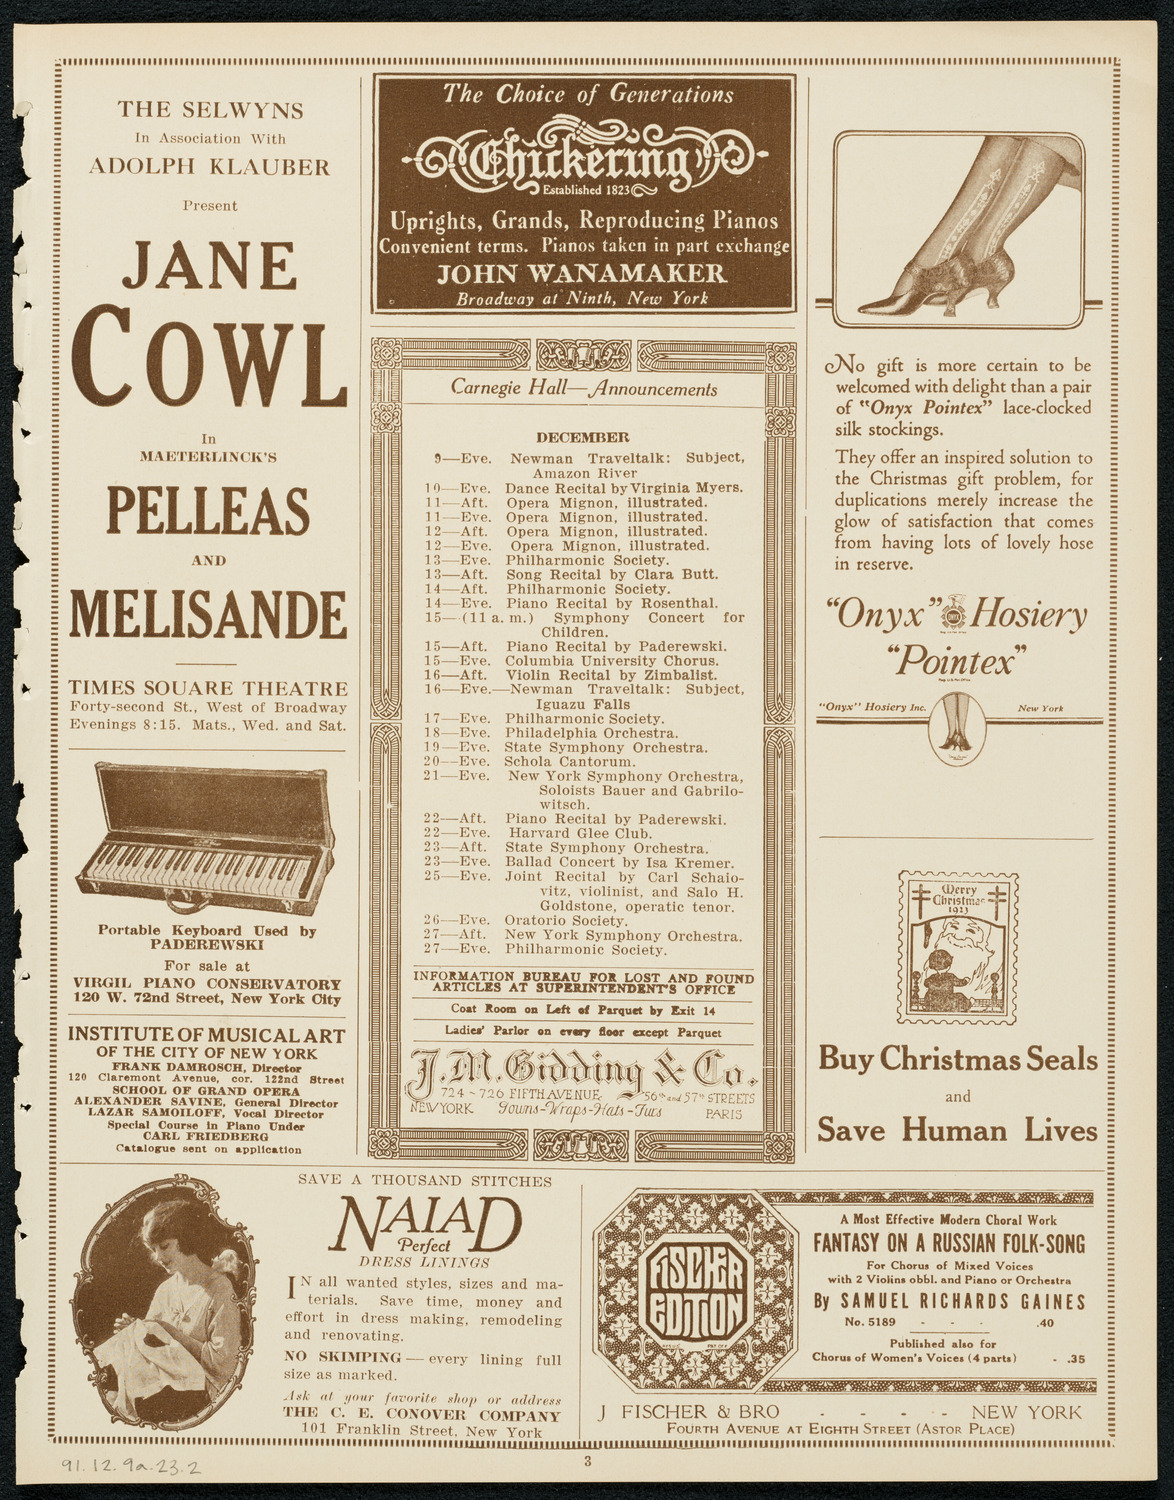 THE SELWYNS
In Association With
ADOLPH KLAUBER
Present
JANE
COWL
In
MAETERLINCK'S
PELLEAS
AND
MELISANDE
TIMES SQUARE THEATRE
Forty-second St., West of Broadway
Evenings 8:15. Mats., Wed. and Sat.
Portable Keyboard Used by
PADEREWSKI
For sale at
VIRGIL PIANO CONSERVATORY
120 W. 72nd Street, New York City
INSTITUTE OF MUSICAL ART
OF THE CITY OF NEW YORK
FRANK DAMROSCH, Director
120 Claremont Avenue, cor. 122nd Street
SCHOOL OF GRAND OPERA
ALEXANDER SAVINE, General Director
LAZAR SAMOILOFF, Vocal Director
Special Course in Piano Under
CARL FRIEDBERG
Catalogue sent on application
The Choice of Generations
Chickering
Established 1823
Uprights, Grands, Reproducing Pianos
Convenient terms. Pianos taken in part exchange
JOHN WANAMAKER
Broadway at Ninth, New York
Carnegie Hall—Announcements
DECEMBER
9—Eve. Newman Traveltalk: Subject,
Amazon River
10—Eve. Dance Recital by Virginia Myers.
11—Aft. Opera Mignon, illustrated.
11—Eve. Opera Mignon, illustrated.
12—Aft. Opera Mignon, illustrated.
12—Eve. Opera Mignon, illustrated.
13—Eve. Philharmonic Society.
13—Aft. Song Recital by Clara Butt.
14—Aft. Philharmonic Society.
14—Eve. Piano Recital by Rosenthal.
15—(11 a. m.) Symphony Concert for
Children.
15—Aft. Piano Recital by Paderewski.
15—Eve. Columbia University Chorus.
16—Aft. Violin Recital by Zimbalist.
16—Eve.—Newman Traveltalk: Subject,
Iguazu Falls
17—Eve. Philharmonic Society.
18—Eve. Philadelphia Orchestra.
19—Eve. State Symphony Orchestra.
20—Eve. Schola Cantorum.
21—Eve. New York Symphony Orchestra,
Soloists Bauer and Gabrilo-
witsch.
22—Aft. Piano Recital by Paderewski.
22—Eve. Harvard Glee Club.
23—Aft. State Symphony Orchestra.
23—Eve. Ballad Concert by Isa Kremer.
25—Eve. Joint Recital by Carl Schaio-
vitz, violinist, and Salo H.
Goldstone, operatic tenor.
26—Eve. Oratorio Society.
27—Aft. New York Symphony Orchestra.
27—Eve. Philharmonic Society.
INFORMATION BUREAU FOR LOST AND FOUND
ARTICLES AT SUPERINTENDENT'S OFFICE
Coat Room on Left of Parquet by Exit 14
Ladies' Parlor on every floor except Parquet
J. M. Gidding & Co.
724 - 726 FIFTH AVENUE. 56th and 57th STREETS
NEW YORK Gowns-Wraps-Hats-Furs PARIS
No gift is more certain to be
welcomed with delight than a pair
of "Onyx Pointex" lace-clocked
silk stockings.
They offer an inspired solution to
the Christmas gift problem, for
duplications merely increase the
glow of satisfaction that comes
from having lots of lovely hose
in reserve.
"Onyx" Hosiery
"Pointex"
"Onyx" Hosiery Inc. New York
Merry
Christmas
1923
Buy Christmas Seals
and
Save Human Lives
SAVE A THOUSAND STITCHES
NAIAD
Perfect
DRESS LININGS
IN all wanted styles, sizes and ma-
terials. Save time, money and
effort in dress making, remodeling
and renovating.
NO SKIMPING — every lining full
size as marked.
Ask at your favorite shop or address
THE C. E. CONOVER COMPANY
101 Franklin Street, New York
FISCHER
EDITION
A Most Effective Modern Choral Work
FANTASY ON A RUSSIAN FOLK-SONG
For Chorus of Mixed Voices
with 2 Violins obbl. and Piano or Orchestra
By SAMUEL RICHARDS GAINES
No. 5189 - - - .40
Published also for
Chorus of Women's Voices (4 parts) - .35
J FISCHER & BRO - - - - NEW YORK
FOURTH AVENUE AT EIGHTH STREET (ASTOR PLACE)
3
91.12.9a.23.2